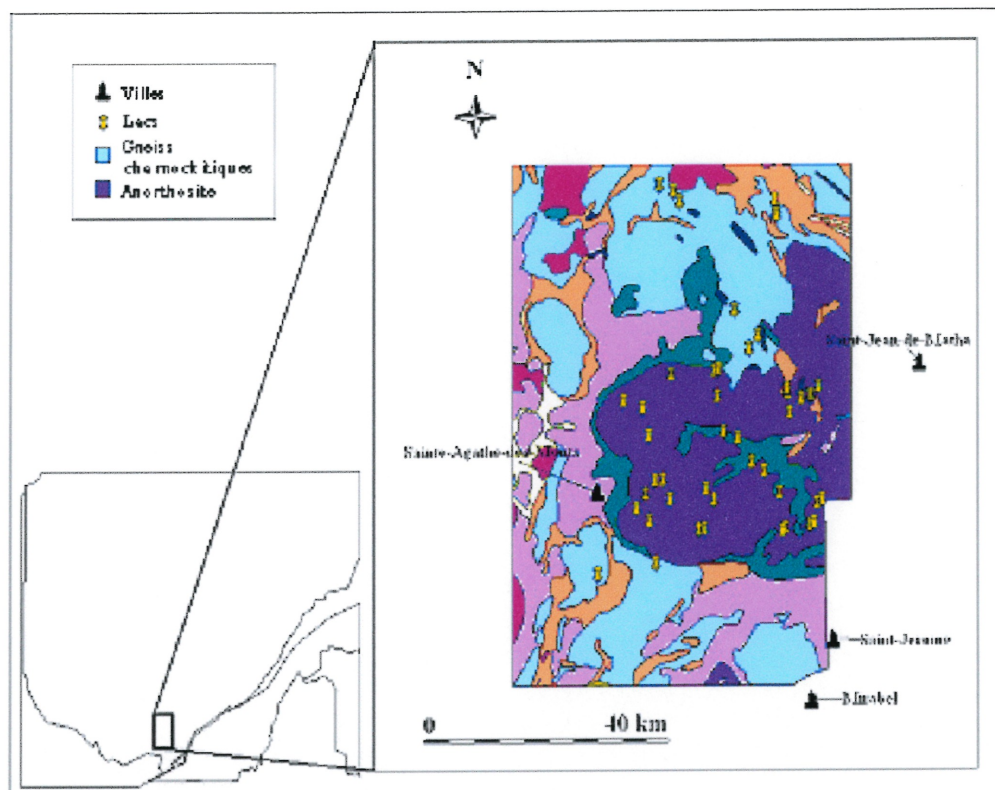 Villes
Lacs
Gneiss
charnockitiques
Anorthosite
N
Saint-Jean-de-Matha
Sainte-Agathe-des-Monts
Saint-Jerome
Mirabel
0 40 km